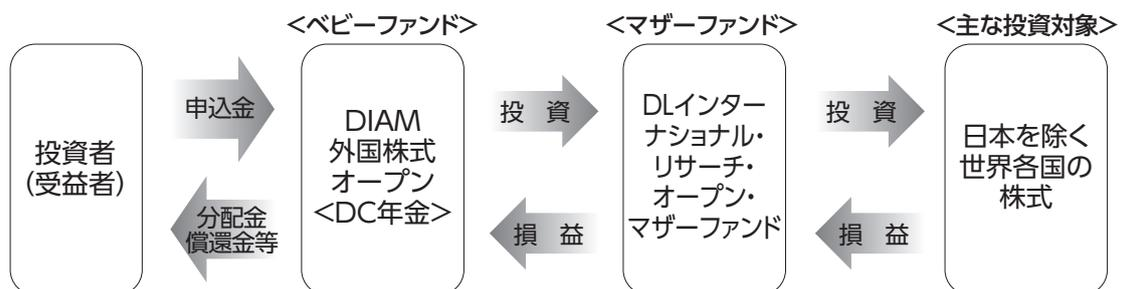 <ベビーファンド>
<マザーファンド>
<主な投資対象>
投資者
(受益者)
申込金
分配金
償還金等
DIAM
外国株式
オープン
<DC年金>
投 資
損 益
DLインター
ナショナル・
リサーチ・
オープン・
マザーファンド
投 資
損 益
日本を除く
世界各国の
株式